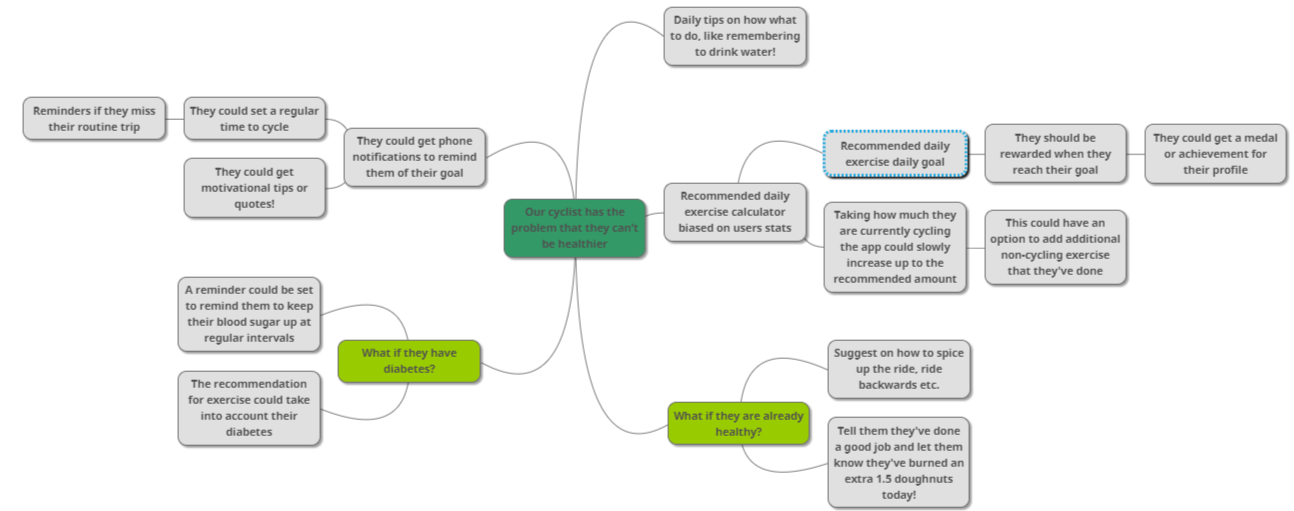 Daily tips on how what
to do, like remembering
to drink water!
Reminders if they miss
their routine trip
They could set a regular
time to cycle
They could get phone
notifications to remind
them of their goal
They could get
motivational tips or
quotes!
Our cyclist has the
problem that they can't
be healthier
Recommended daily
exercise calculator
biased on users stats
Recommended daily
exercise daily goal
They should be
rewarded when they
reach their goal
They could get a medal
or achievement for
their profile
Taking how much they
are currently cycling
the app could slowly
increase up to the
recommended amount
This could have an
option to add additional
non-cycling exercise
that they've done
A reminder could be set
to remind them to keep
their blood sugar up at
regular intervals
What if they have
diabetes?
The recommendation
for exercise could take
into account their
diabetes
What if they are already
healthy?
Suggest on how to spice
up the ride, ride
backwards etc.
Tell them they've done
a good job and let them
know they've burned an
extra 1.5 doughnuts
today!